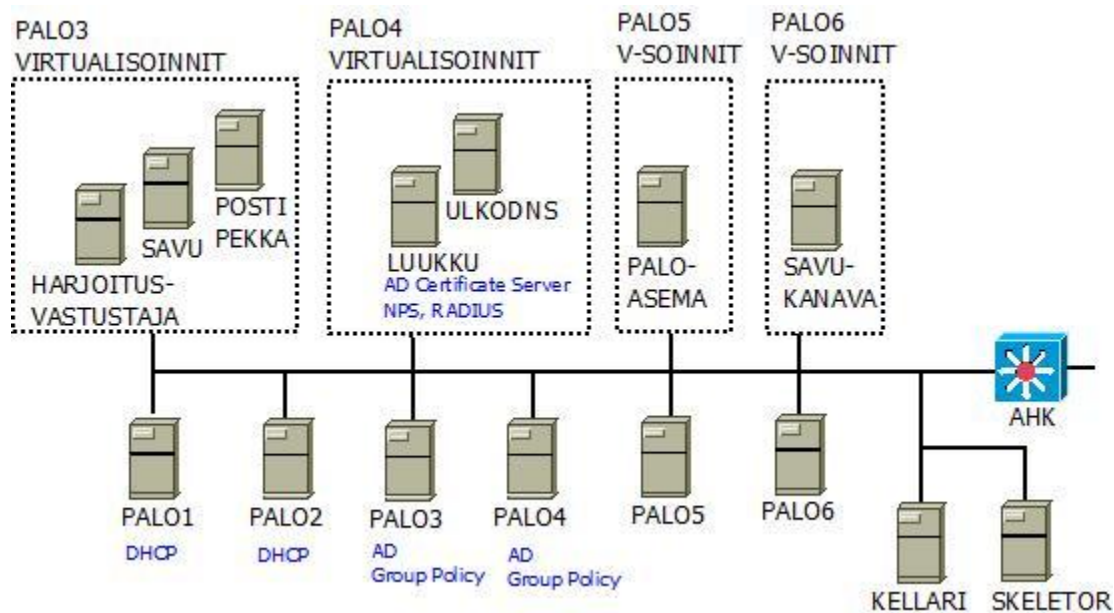 PALO3
VIRTUALISOINNIT
PALO4
VIRTUALISOINNIT
PALO5
V-SOINNIT
PALO6
V-SOINNIT
POSTI
PEKKA
SAVU
HARJOITUS-
VASTUSTAJA
ULKODNS
LUUKKU
AD Certificate Server
NPS, RADIUS
PALO-
ASEMA
SAVU-
KANAVA
AHK
PALO1
DHCP
PALO2
DHCP
PALO3
AD
Group Policy
PALO4
AD
Group Policy
PALO5
PALO6
KELLARI
SKELETOR